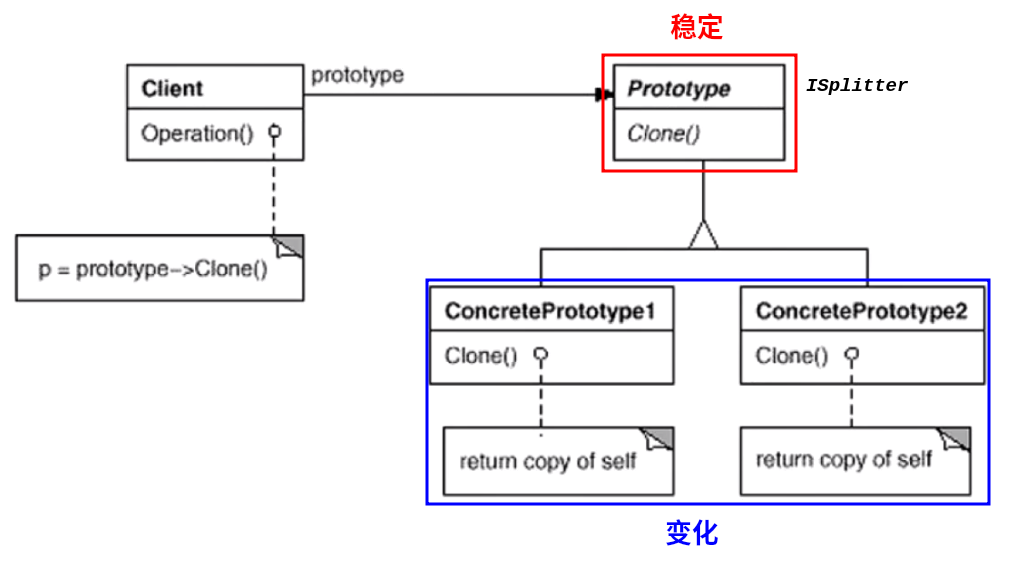 稳定
prototype
Client
Prototype
ISplitter
Operation()
Clone()
p = prototype->Clone()
ConcretePrototype1
ConcretePrototype2
Clone()
Clone()
return copy of self
return copy of self
变化